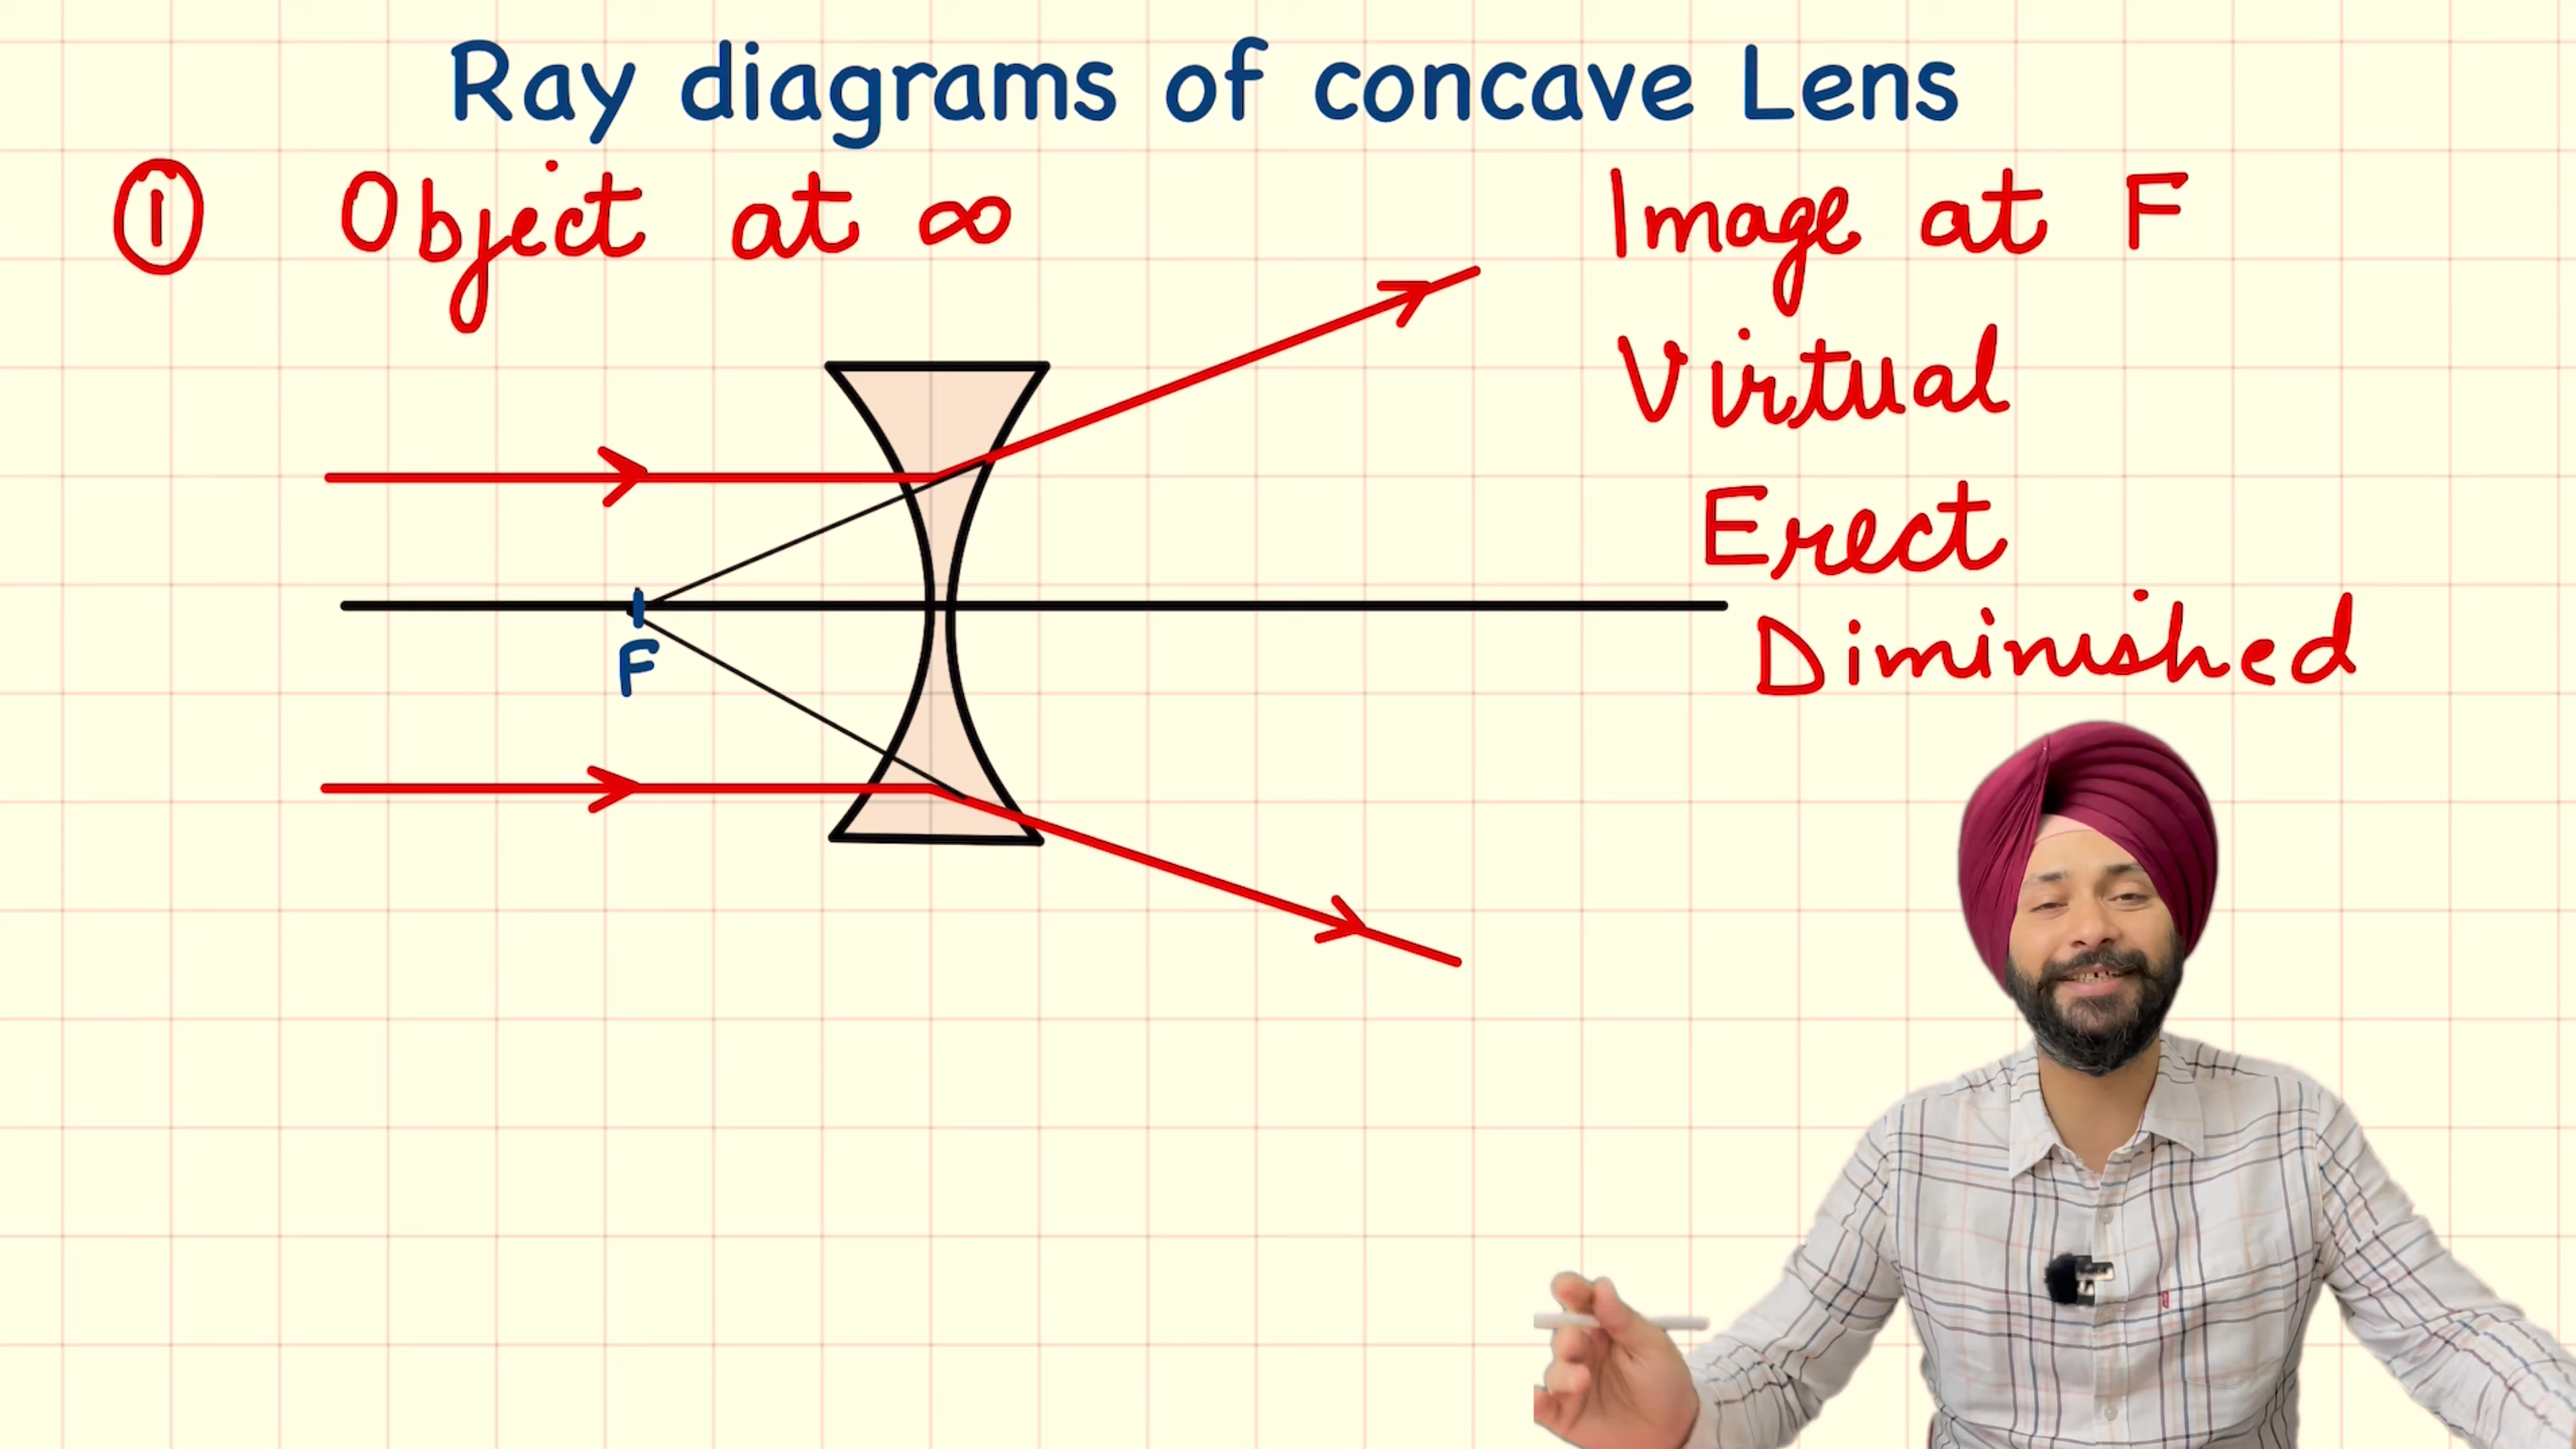 Ray diagrams of concave Lens
① Object at ∞
Image at F
Virtual
Erect
Diminished
F